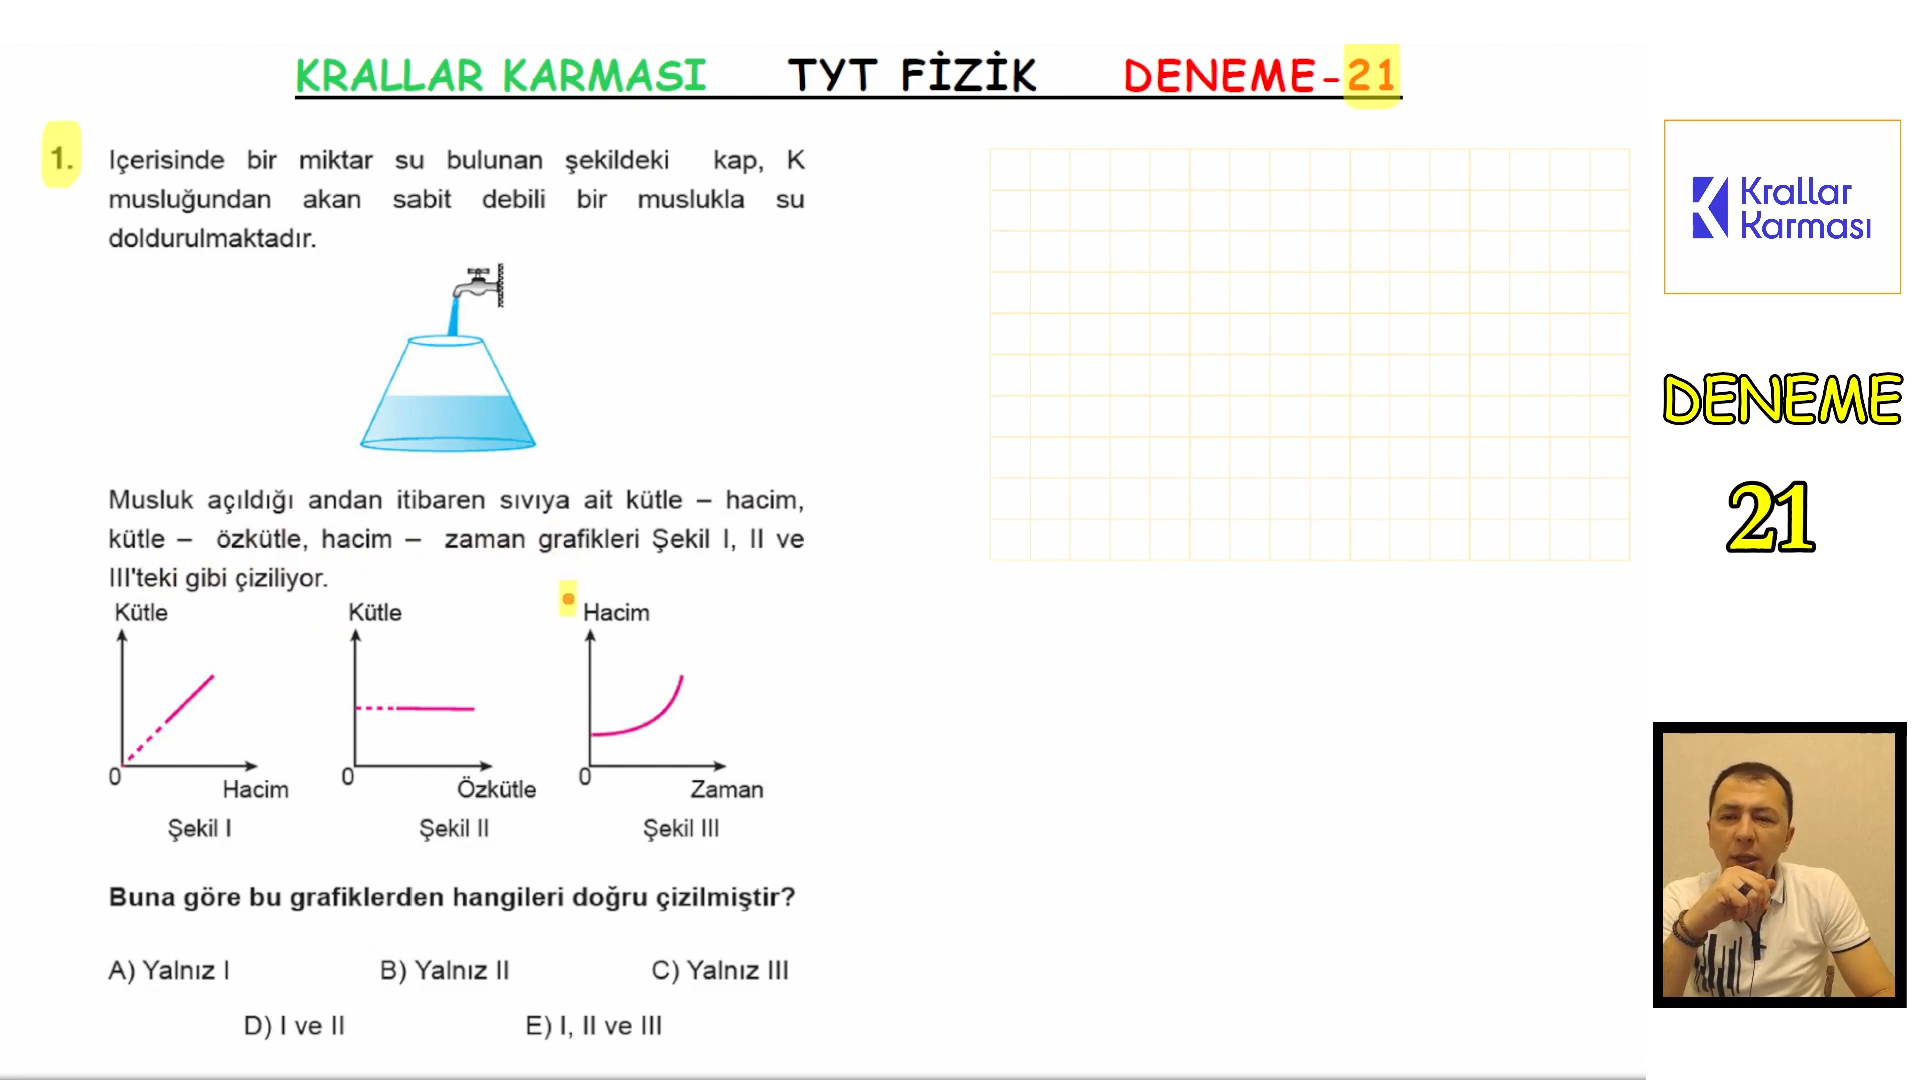 KRALLAR KARMASI TYT FİZİK DENEME-21
1. Içerisinde bir miktar su bulunan şekildeki kap, K
musluğundan akan sabit debili bir muslukla su
doldurulmaktadır.
Musluk açıldığı andan itibaren sıvıya ait kütle – hacim,
kütle – özkütle, hacim – zaman grafikleri Şekil I, II ve
III'teki gibi çiziliyor.
Kütle
0
Hacim
Şekil I
Kütle
0
Özkütle
Şekil II
Hacim
0
Zaman
Şekil III
Buna göre bu grafiklerden hangileri doğru çizilmiştir?
A) Yalnız I B) Yalnız II C) Yalnız III
D) I ve II E) I, II ve III
Krallar
Karması
DENEME
21